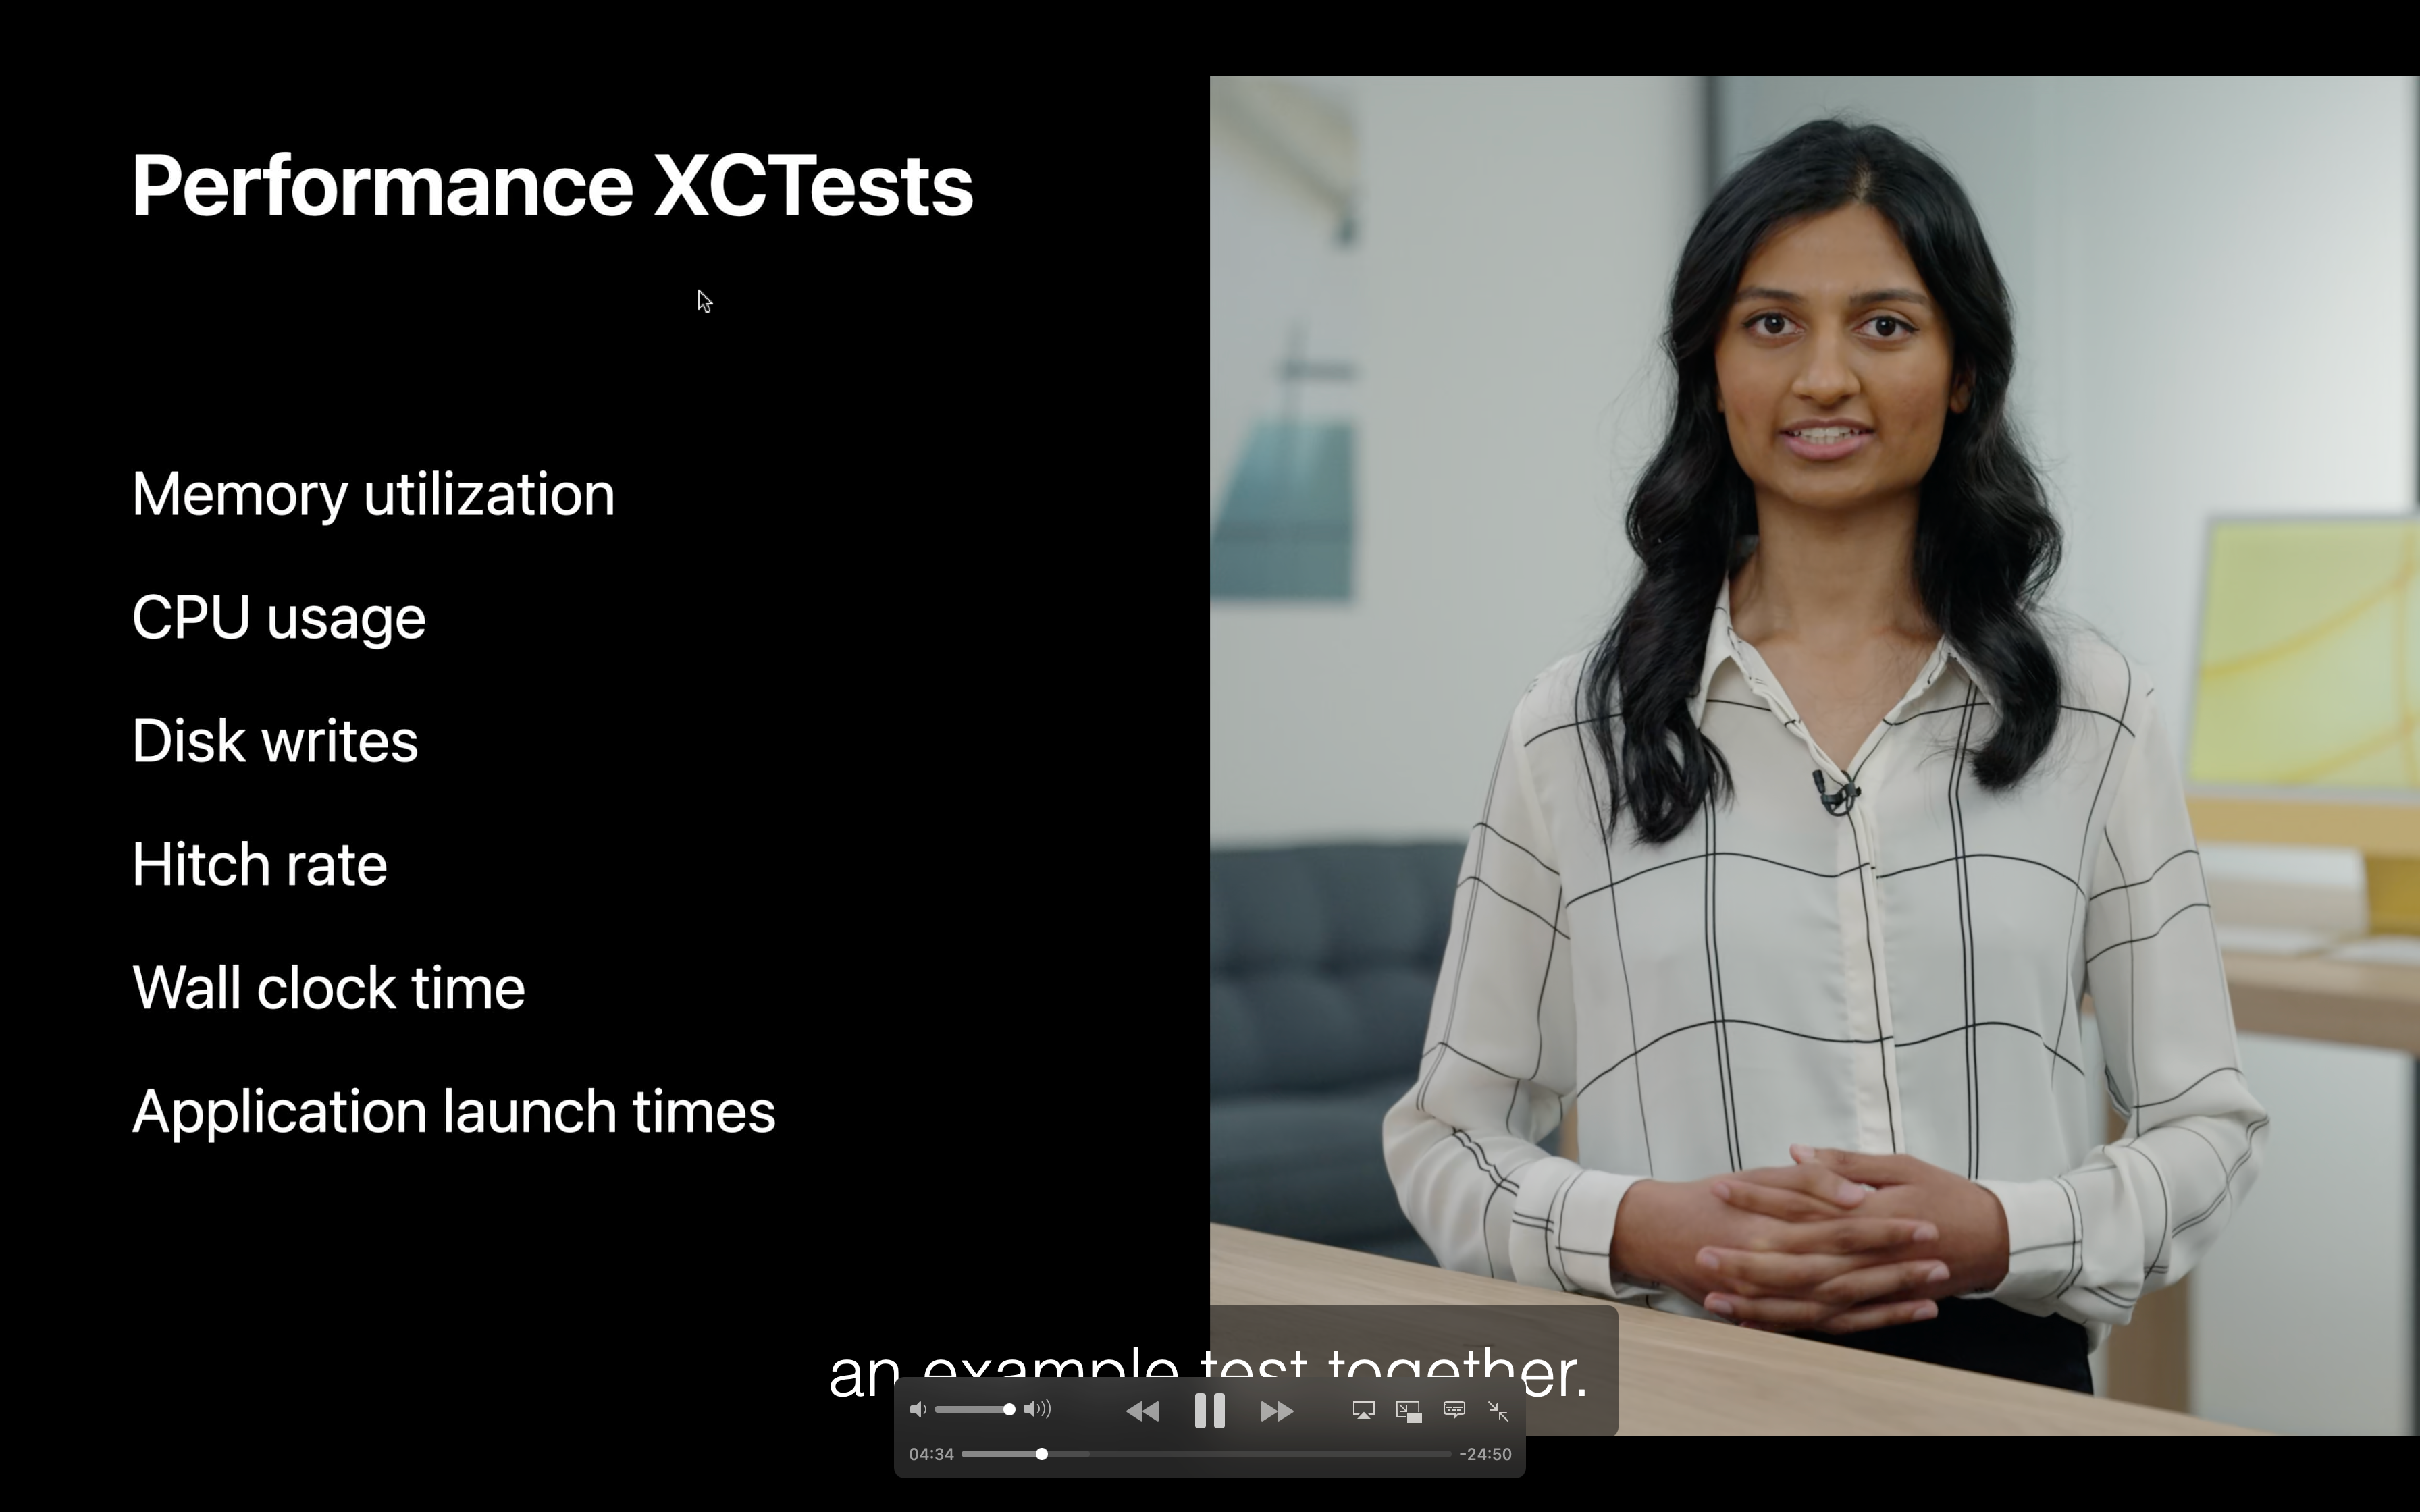 Performance XCTests
Memory utilization
CPU usage
Disk writes
Hitch rate
Wall clock time
Application launch times
an example test together.
04:34
-24:50